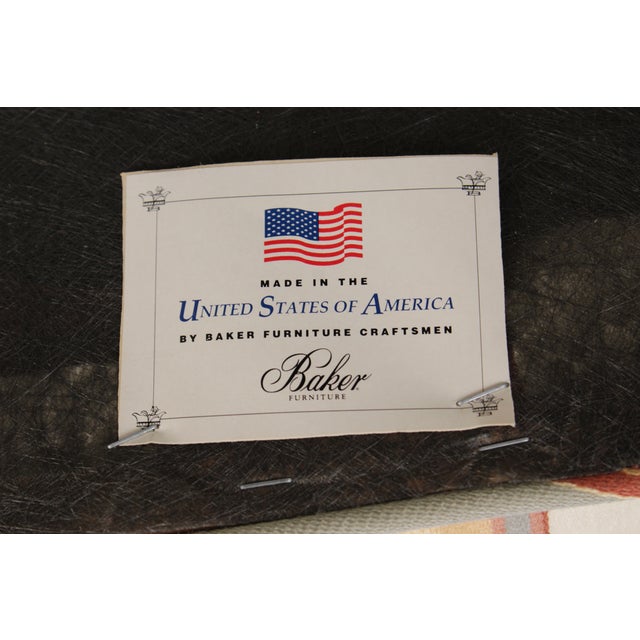 MADE IN THE
UNITED STATES OF AMERICA
BY BAKER FURNITURE CRAFTSMEN
Baker
FURNITURE